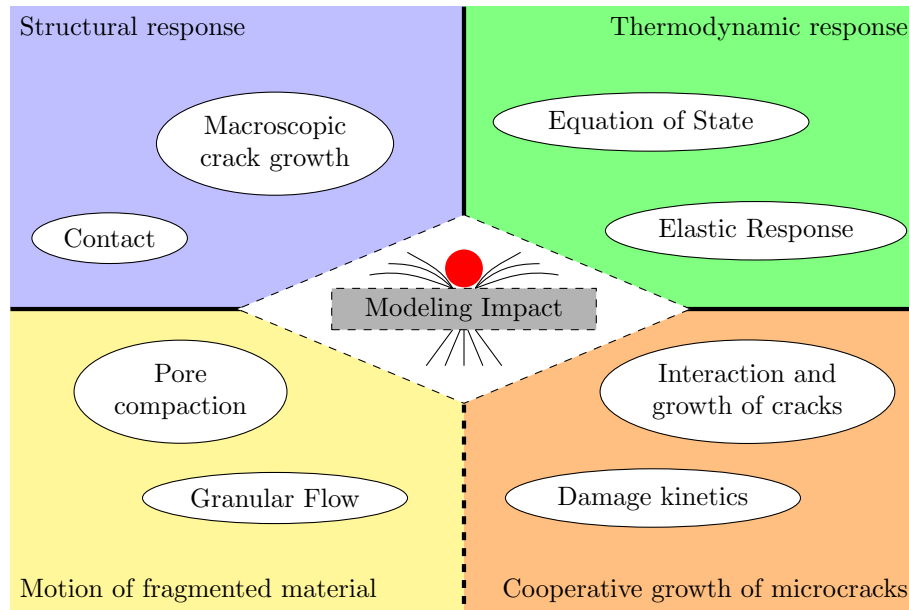 Structural response
Thermodynamic response
Macroscopic
crack growth
Contact
Equation of State
Elastic Response
Modeling Impact
Pore
compaction
Granular Flow
Interaction and
growth of cracks
Damage kinetics
Motion of fragmented material
Cooperative growth of microcracks